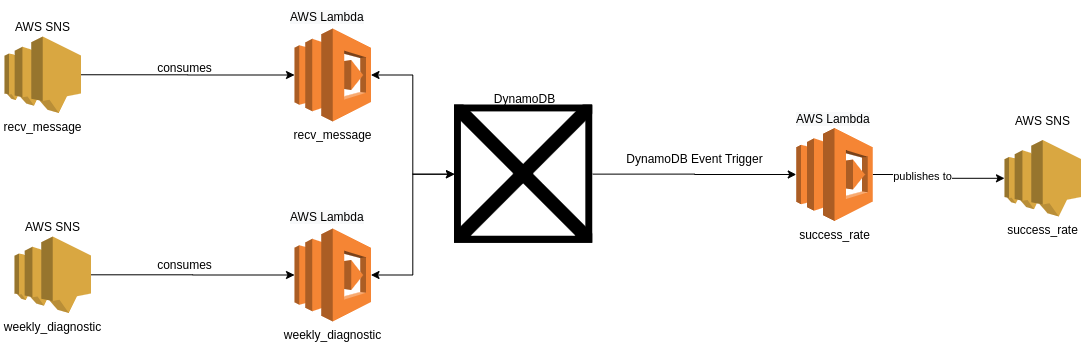 AWS SNS
recv_message
consumes
AWS Lambda
recv_message
AWS SNS
weekly_diagnostic
consumes
AWS Lambda
weekly_diagnostic
DynamoDB
DynamoDB Event Trigger
AWS Lambda
success_rate
publishes to
AWS SNS
success_rate